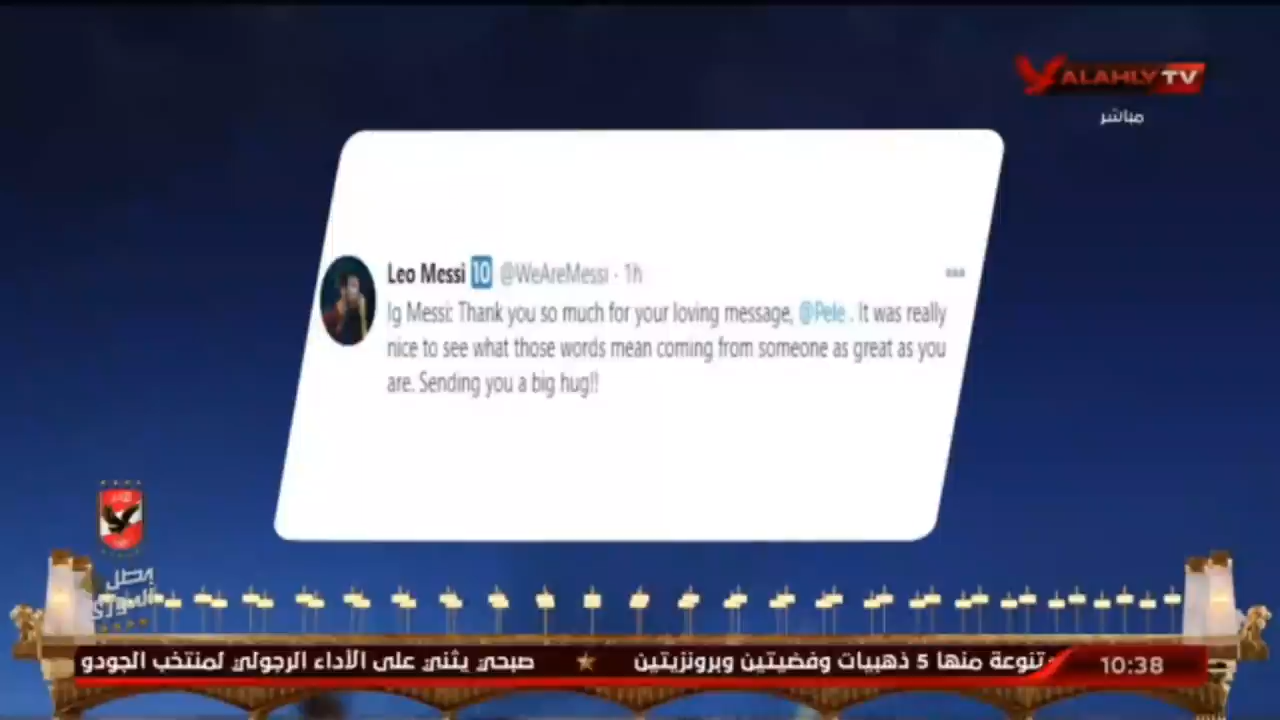 ALAHLY TV
مباشر
Leo Messi 10 @WeAreMessi · 1h
Ig Messi: Thank you so much for your loving message, @Pele . It was really
nice to see what those words mean coming from someone as great as you
are. Sending you a big hug!!
بطل
تنوعة منها 5 ذهبيات وفضيتين وبرونزيتين ★ صبحي يثني على الأداء الرجولي لمنتخب الجودو
10:38